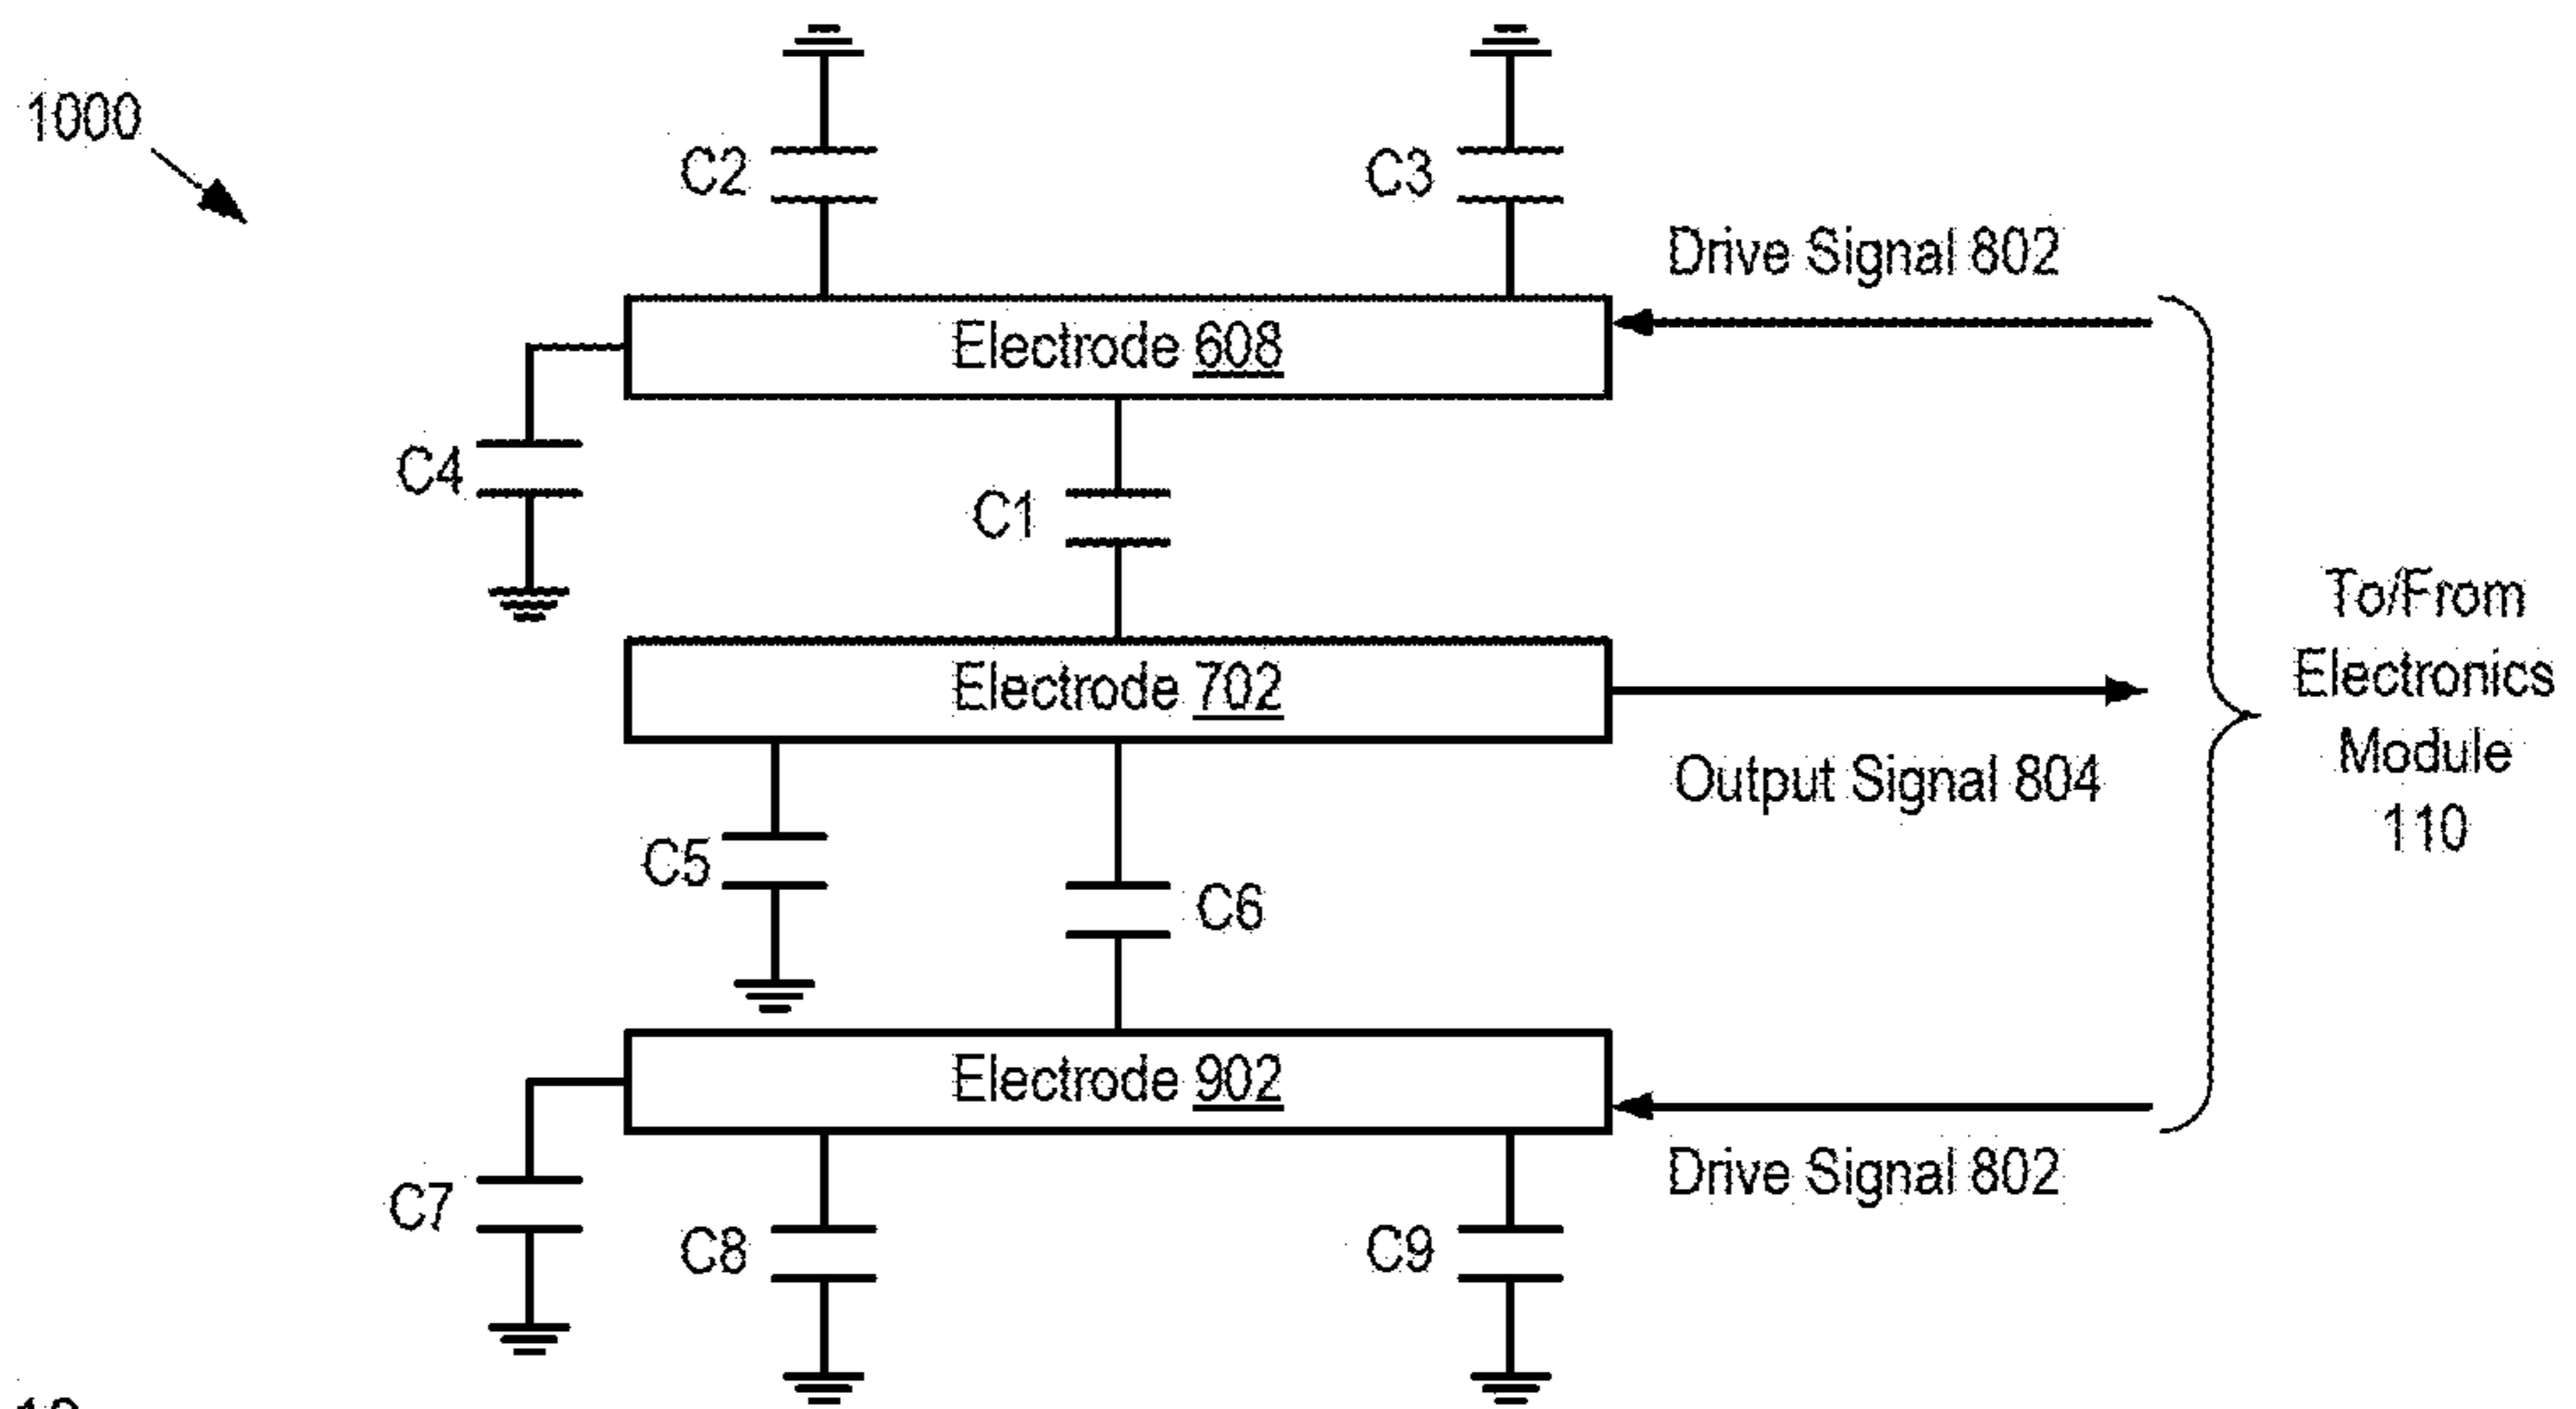 1000
C2
C3
Drive Signal 802
Electrode 608
C4
C1
To/From
Electronics
Module
110
Electrode 702
Output Signal 804
C5
C6
Electrode 902
Drive Signal 802
C7
C8
C9